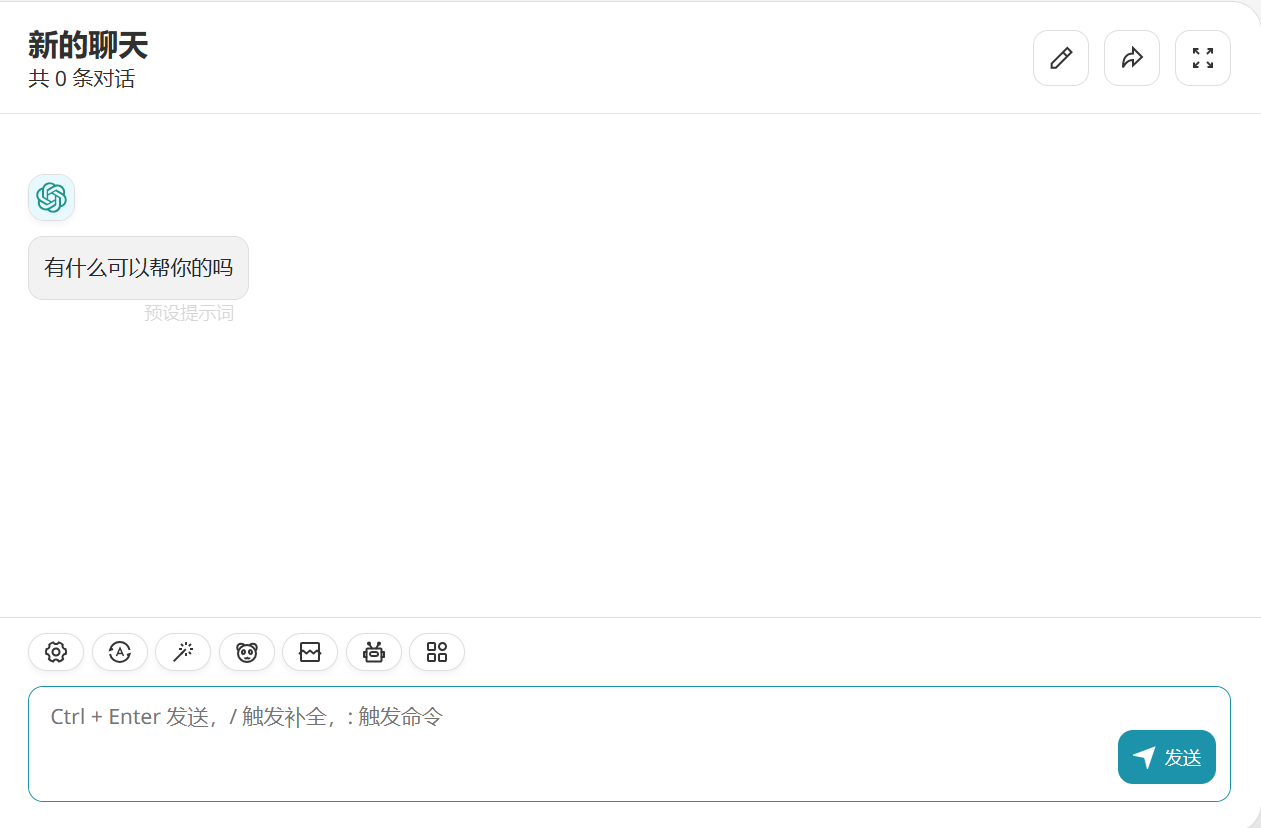 新的聊天
共 0 条对话
有什么可以帮你的吗
预设提示词
Ctrl + Enter 发送，/ 触发补全，: 触发命令
发送